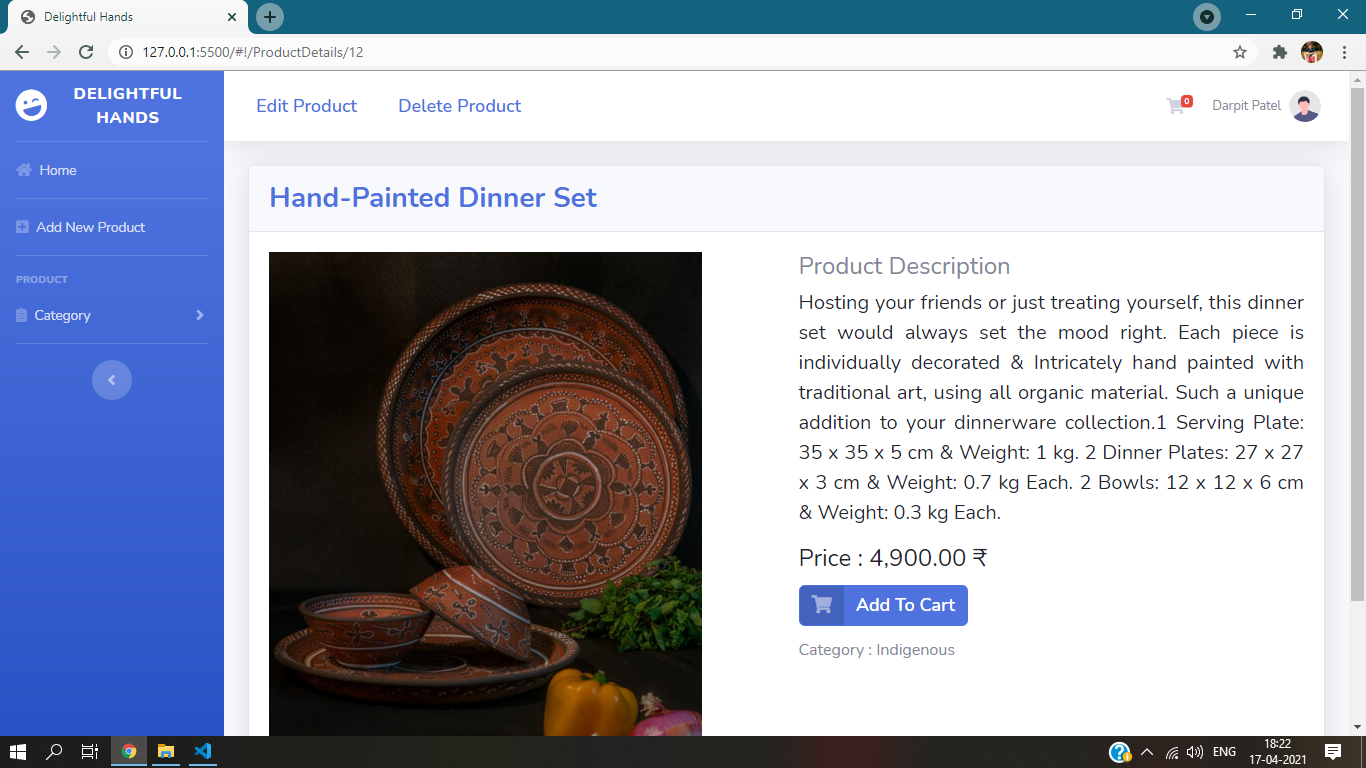 Delightful Hands
127.0.0.1:5500/#!/ProductDetails/12
DELIGHTFUL
HANDS
Home
Add New Product
PRODUCT
Category
Edit Product Delete Product
0
Darpit Patel
Hand-Painted Dinner Set
Product Description
Hosting your friends or just treating yourself, this dinner
set would always set the mood right. Each piece is
individually decorated & Intricately hand painted with
traditional art, using all organic material. Such a unique
addition to your dinnerware collection.1 Serving Plate:
35 x 35 x 5 cm & Weight: 1 kg. 2 Dinner Plates: 27 x 27
x 3 cm & Weight: 0.7 kg Each. 2 Bowls: 12 x 12 x 6 cm
& Weight: 0.3 kg Each.
Price : 4,900.00 ₹
Add To Cart
Category : Indigenous
ENG
18:22
17-04-2021